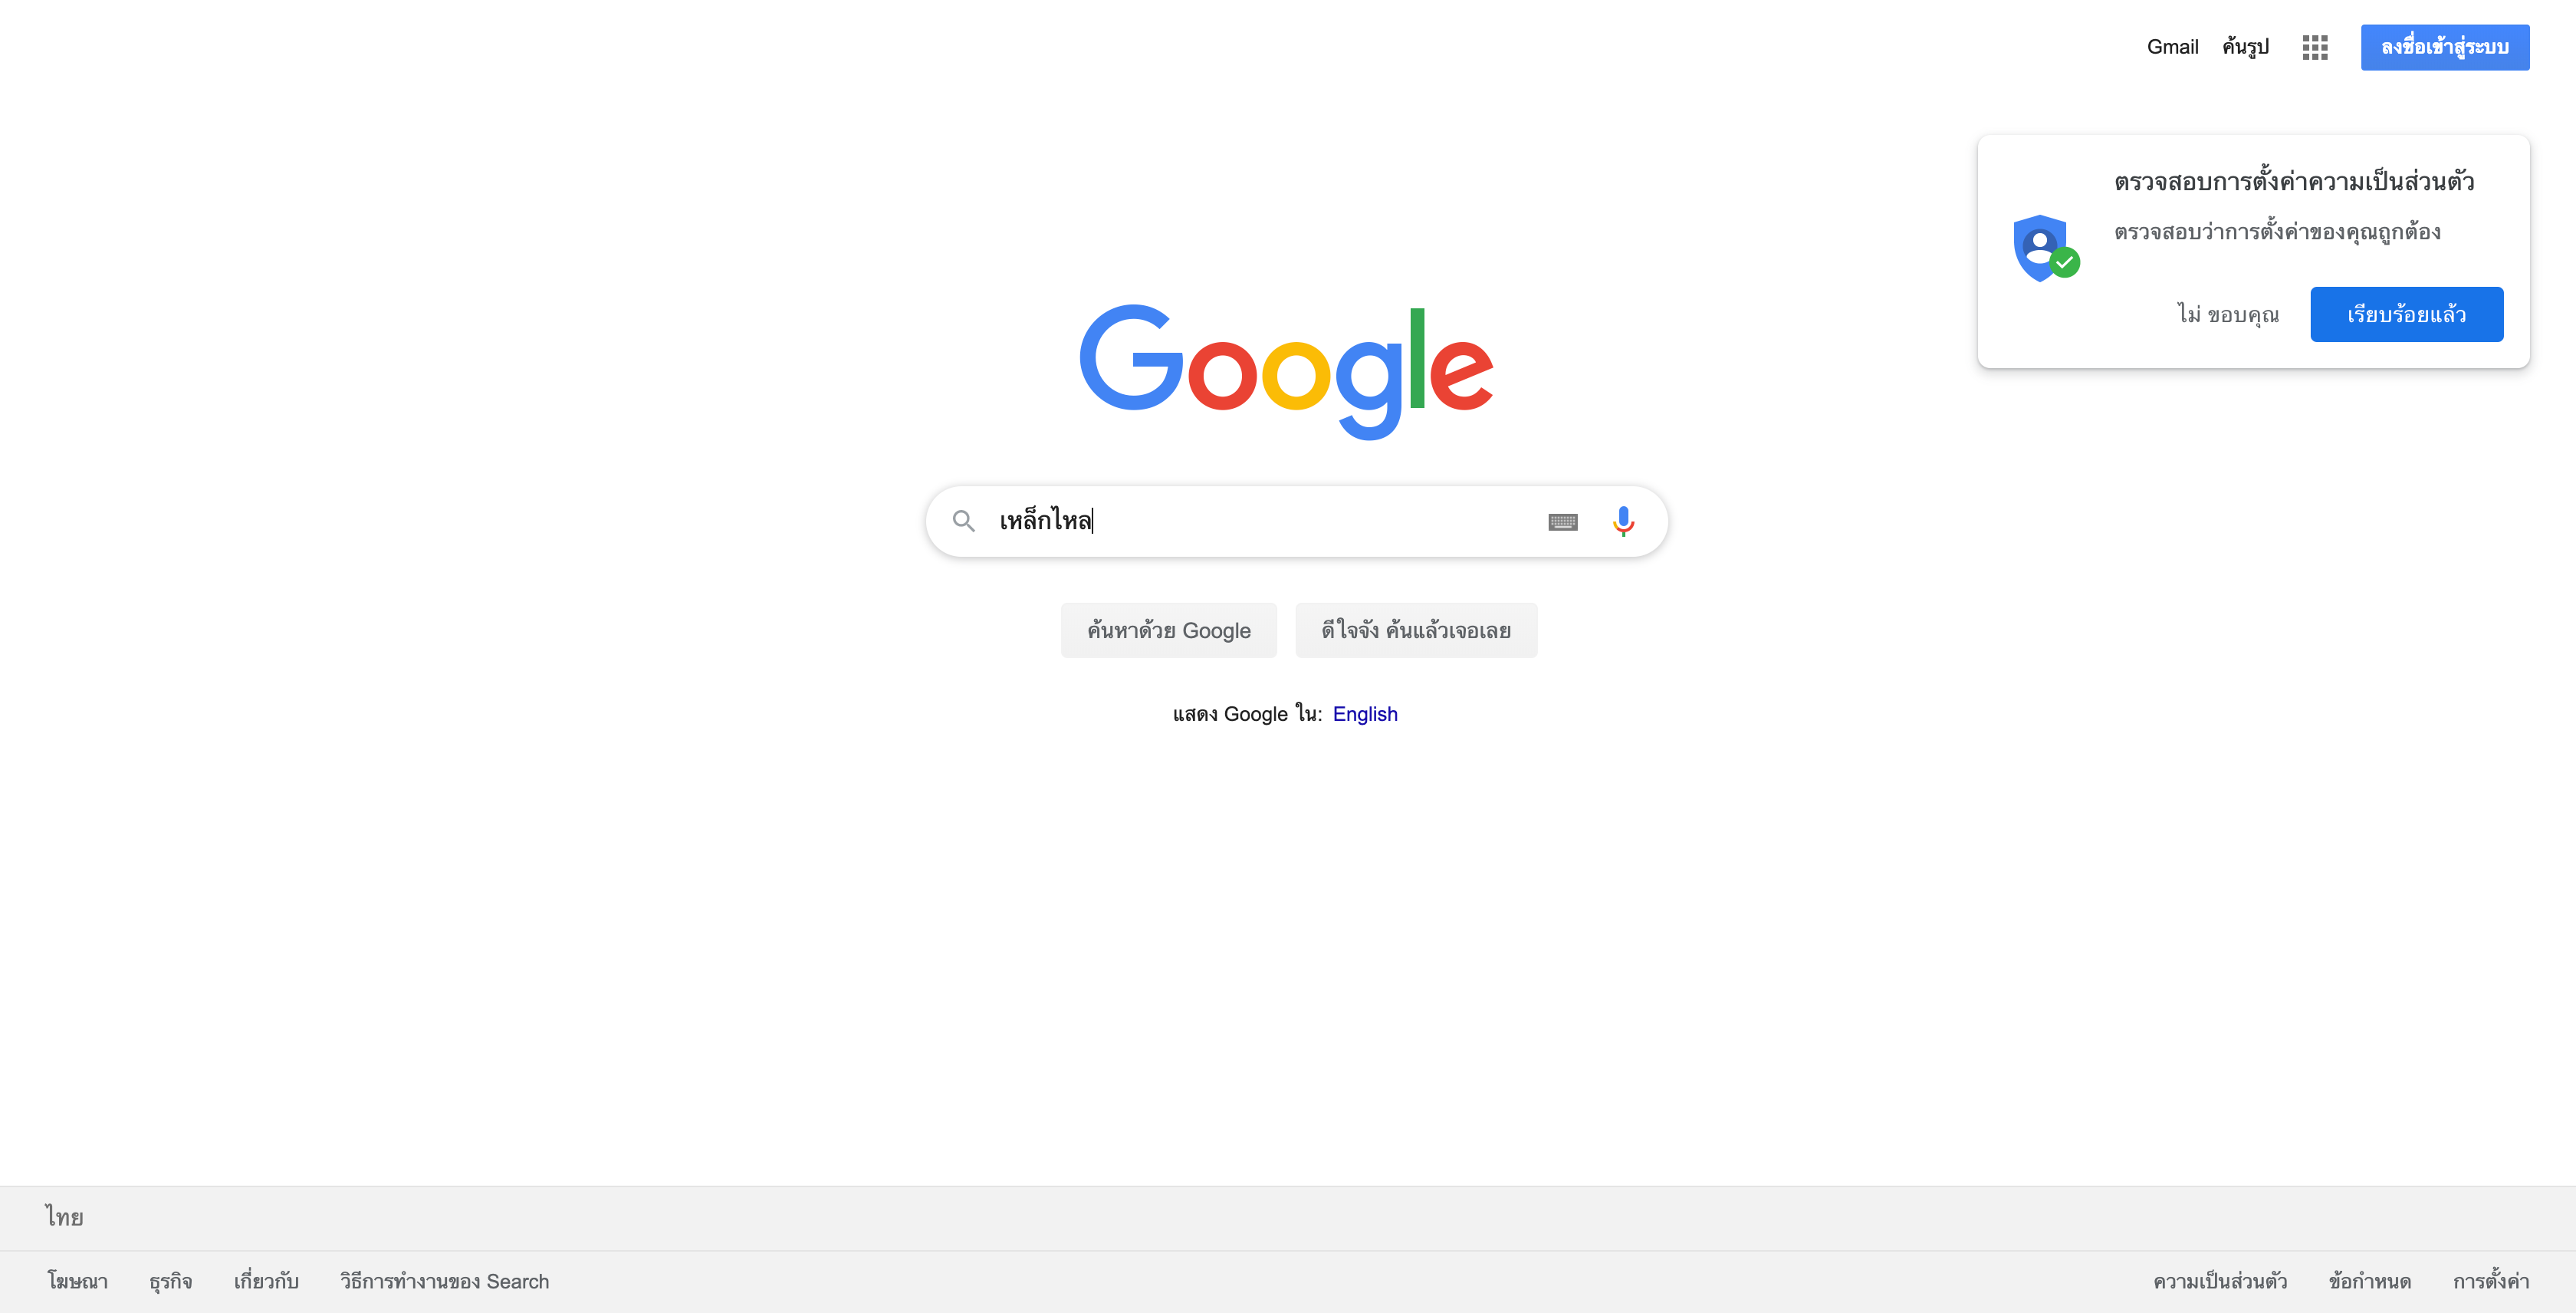 Gmail ค้นรูป ลงชื่อเข้าสู่ระบบ
ตรวจสอบการตั้งค่าความเป็นส่วนตัว
ตรวจสอบว่าการตั้งค่าของคุณถูกต้อง
ไม่ ขอบคุณ เรียบร้อยแล้ว
Google
เหล็กไหล
ค้นหาด้วย Google ดีใจจัง ค้นแล้วเจอเลย
แสดง Google ใน: English
ไทย
โฆษณา ธุรกิจ เกี่ยวกับ วิธีการทำงานของ Search ความเป็นส่วนตัว ข้อกำหนด การตั้งค่า